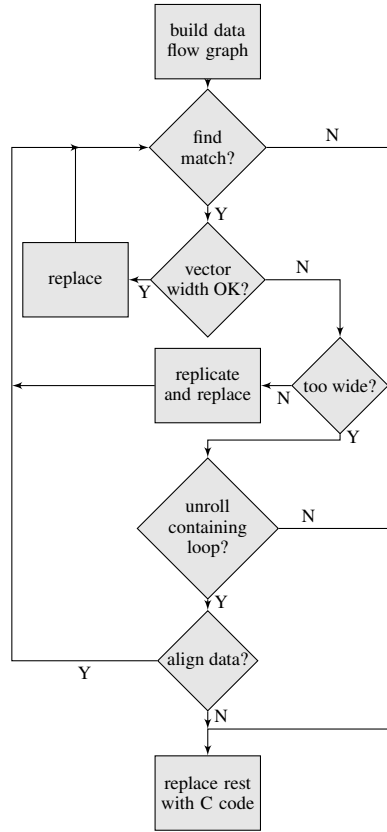 build data
flow graph
find
match?
N
Y
replace
Y
vector
width OK?
N
replicate
and replace
N
too wide?
Y
unroll
containing
loop?
N
Y
align data?
Y
N
replace rest
with C code